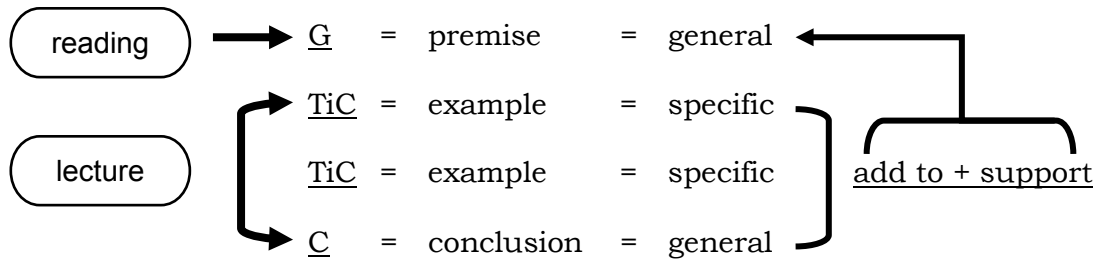 reading G = premise = general
TiC = example = specific
lecture TiC = example = specific add to + support
C = conclusion = general